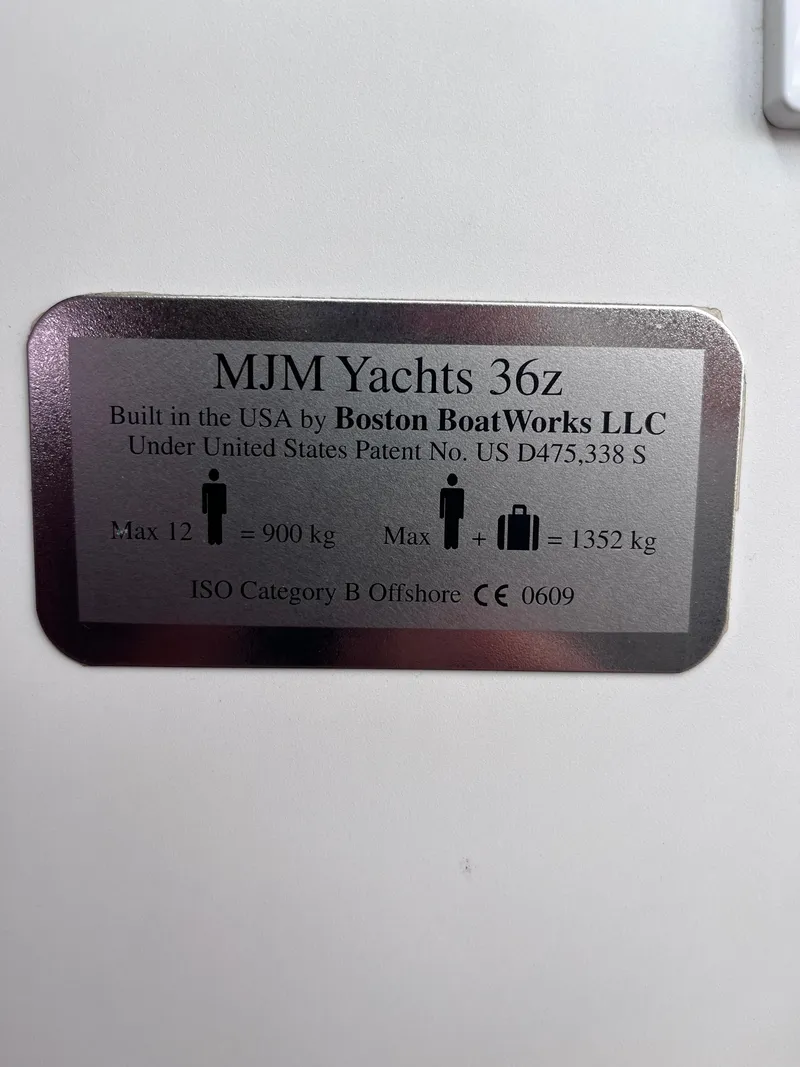 MJM Yachts 36z
Built in the USA by Boston BoatWorks LLC
Under United States Patent No. US D475,338 S
Max 12 = 900 kg Max + = 1352 kg
ISO Category B Offshore CE 0609